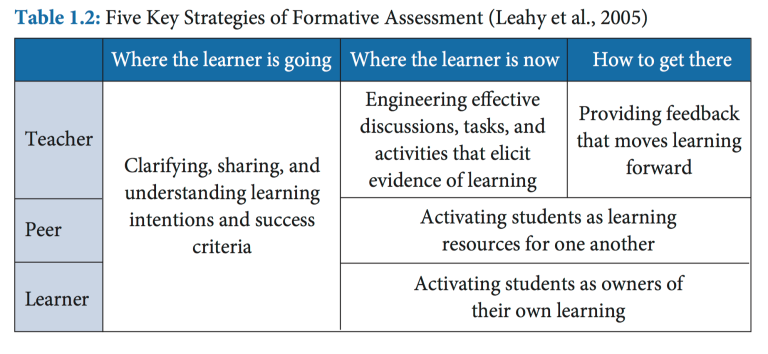 Table 1.2: Five Key Strategies of Formative Assessment (Leahy et al., 2005)
Where the learner is going
Where the learner is now
How to get there
Teacher
Clarifying, sharing, and
understanding learning
intentions and success
criteria
Engineering effective
discussions, tasks, and
activities that elicit
evidence of learning
Providing feedback
that moves learning
forward
Peer
Activating students as learning
resources for one another
Learner
Activating students as owners of
their own learning